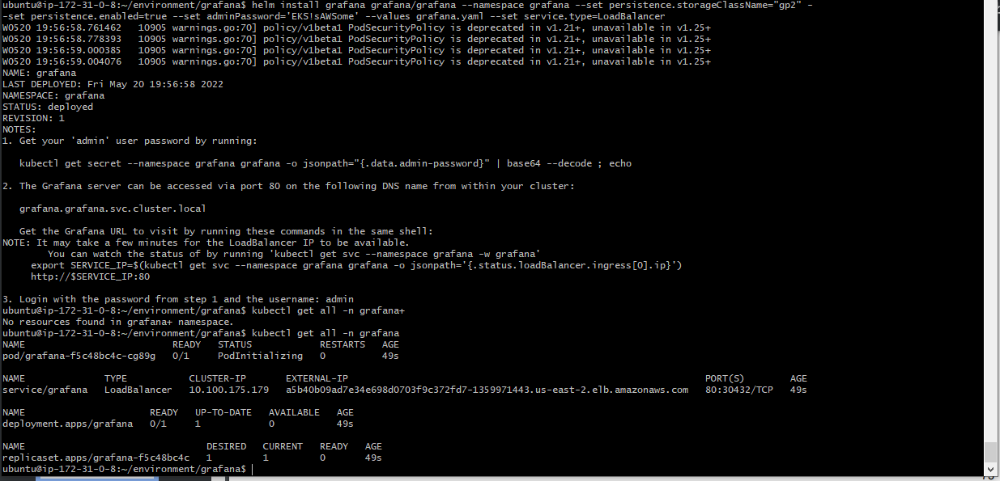 ubuntu@ip-172-31-0-8:~/environment/grafana$ helm install grafana grafana/grafana --namespace grafana --set persistence.storageClassName="gp2" -
-set persistence.enabled=true --set adminPassword='EKS!sAWSome' --values grafana.yaml --set service.type=LoadBalancer
W0520 19:56:58.761462   10905 warnings.go:70] policy/v1beta1 PodSecurityPolicy is deprecated in v1.21+, unavailable in v1.25+
W0520 19:56:58.778393   10905 warnings.go:70] policy/v1beta1 PodSecurityPolicy is deprecated in v1.21+, unavailable in v1.25+
W0520 19:56:59.000385   10905 warnings.go:70] policy/v1beta1 PodSecurityPolicy is deprecated in v1.21+, unavailable in v1.25+
W0520 19:56:59.004076   10905 warnings.go:70] policy/v1beta1 PodSecurityPolicy is deprecated in v1.21+, unavailable in v1.25+
NAME: grafana
LAST DEPLOYED: Fri May 20 19:56:58 2022
NAMESPACE: grafana
STATUS: deployed
REVISION: 1
NOTES:
1. Get your 'admin' user password by running:
   kubectl get secret --namespace grafana grafana -o jsonpath="{.data.admin-password}" | base64 --decode ; echo
2. The Grafana server can be accessed via port 80 on the following DNS name from within your cluster:
   grafana.grafana.svc.cluster.local
   Get the Grafana URL to visit by running these commands in the same shell:
NOTE: It may take a few minutes for the LoadBalancer IP to be available.
        You can watch the status of by running 'kubectl get svc --namespace grafana -w grafana'
     export SERVICE_IP=$(kubectl get svc --namespace grafana grafana -o jsonpath='{.status.loadBalancer.ingress[0].ip}')
     http://$SERVICE_IP:80
3. Login with the password from step 1 and the username: admin
ubuntu@ip-172-31-0-8:~/environment/grafana$ kubectl get all -n grafana+
No resources found in grafana+ namespace.
ubuntu@ip-172-31-0-8:~/environment/grafana$ kubectl get all -n grafana
NAME                          READY   STATUS            RESTARTS   AGE
pod/grafana-f5c48bc4c-cg89g   0/1     PodInitializing   0          49s
NAME              TYPE           CLUSTER-IP       EXTERNAL-IP                                                               PORT(S)        AGE
service/grafana   LoadBalancer   10.100.175.179   a5b40b09ad7e34e698d0703f9c372fd7-1359971443.us-east-2.elb.amazonaws.com   80:30432/TCP   49s
NAME                      READY   UP-TO-DATE   AVAILABLE   AGE
deployment.apps/grafana   0/1     1            0           49s
NAME                                DESIRED   CURRENT   READY   AGE
replicaset.apps/grafana-f5c48bc4c   1         1         0       49s
ubuntu@ip-172-31-0-8:~/environment/grafana$